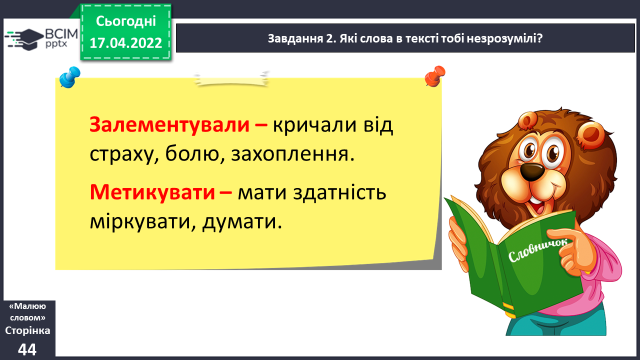 ВСІМ
pptx
Сьогодні
17.04.2022
Завдання 2. Які слова в тексті тобі незрозумілі?
Залементували – кричали від
страху, болю, захоплення.
Метикувати – мати здатність
міркувати, думати.
Словничок
«Малюю
словом»
Сторінка
44